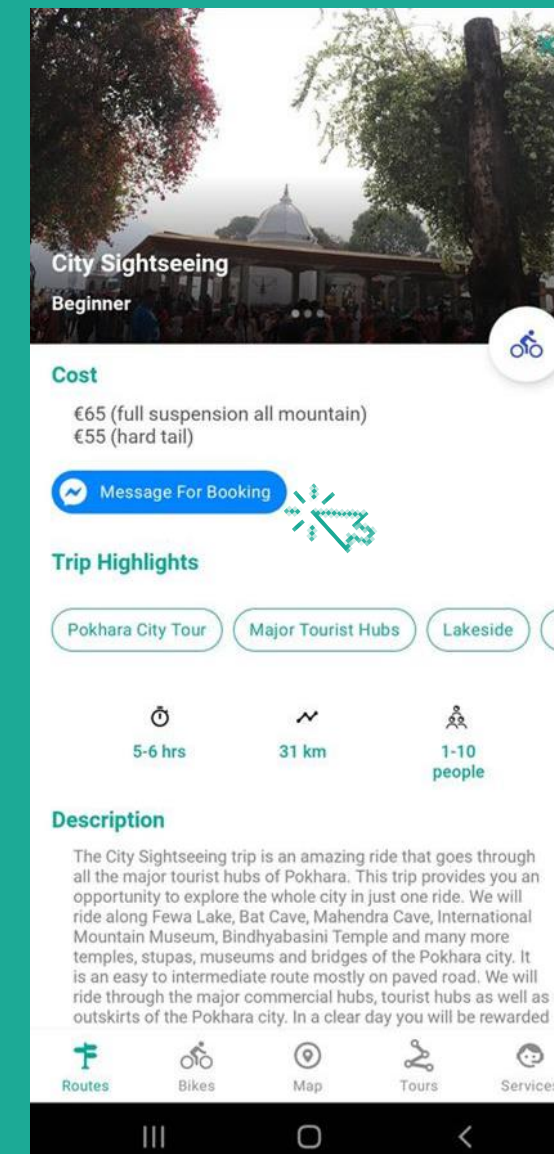 City Sightseeing
Beginner
Cost
€65 (full suspension all mountain)
€55 (hard tail)
Message For Booking
Trip Highlights
Pokhara City Tour
Major Tourist Hubs
Lakeside
5-6 hrs
31 km
1-10
people
Description
The City Sightseeing trip is an amazing ride that goes through
all the major tourist hubs of Pokhara. This trip provides you an
opportunity to explore the whole city in just one ride. We will
ride along Fewa Lake, Bat Cave, Mahendra Cave, International
Mountain Museum, Bindhyabasini Temple and many more
temples, stupas, museums and bridges of the Pokhara city. It
is an easy to intermediate route mostly on paved road. We will
ride through the major commercial hubs, tourist hubs as well as
outskirts of the Pokhara city. In a clear day you will be rewarded
Routes
Bikes
Map
Tours
Services